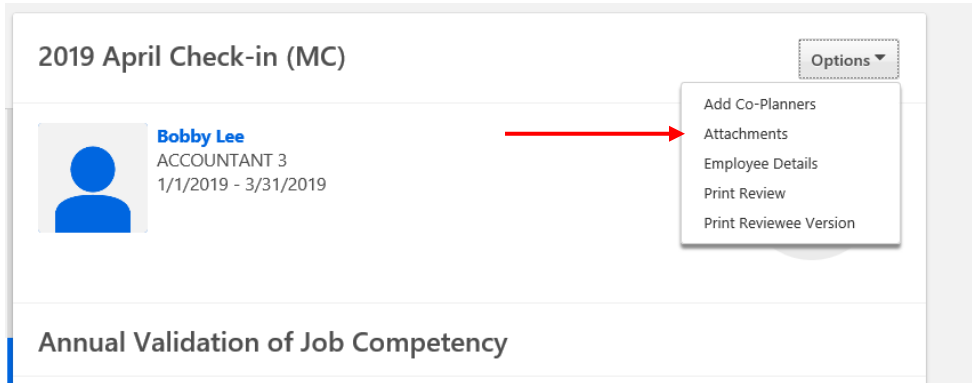 2019 April Check-in (MC)
Options
Add Co-Planners
Attachments
Employee Details
Print Review
Print Reviewee Version
Bobby Lee
ACCOUNTANT 3
1/1/2019 - 3/31/2019
Annual Validation of Job Competency